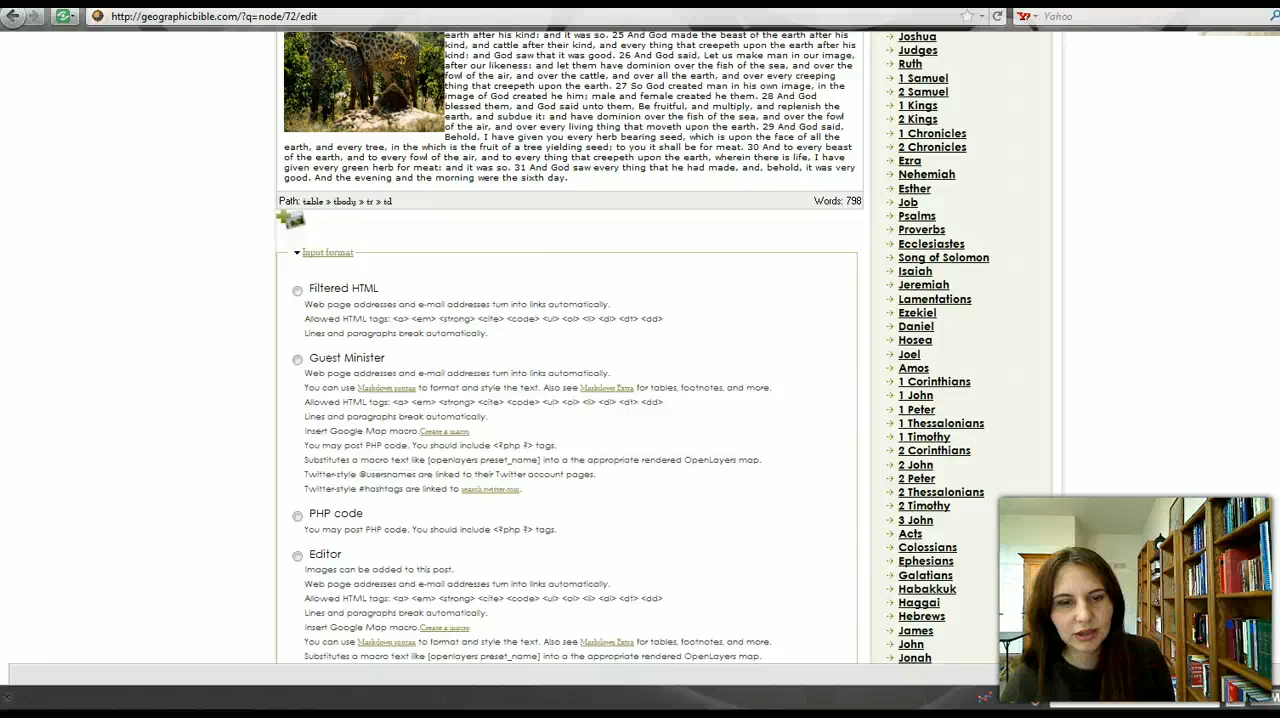 http://geographicbible.com/?q=node/72/edit
Yahoo
earth after his kind: and it was so. 25 And God made the beast of the earth after his
kind, and cattle after their kind, and every thing that creepeth upon the earth after his
kind: and God saw that it was good. 26 And God said, Let us make man in our image,
after our likeness: and let them have dominion over the fish of the sea, and over the
fowl of the air, and over the cattle, and over all the earth, and over every creeping
thing that creepeth upon the earth. 27 So God created man in his own image, in the
image of God created he him; male and female created he them. 28 And God
blessed them, and God said unto them, Be fruitful, and multiply, and replenish the
earth, and subdue it: and have dominion over the fish of the sea, and over the fowl
of the air, and over every living thing that moveth upon the earth. 29 And God said,
Behold, I have given you every herb bearing seed, which is upon the face of all the
earth, and every tree, in the which is the fruit of a tree yielding seed; to you it shall be for meat. 30 And to every beast
of the earth, and to every fowl of the air, and to every thing that creepeth upon the earth, wherein there is life, I have
given every green herb for meat: and it was so. 31 And God saw every thing that he had made, and, behold, it was very
good. And the evening and the morning were the sixth day.
Path: table » tbody » tr » td
Words: 798
Input format
Filtered HTML
Web page addresses and e-mail addresses turn into links automatically.
Allowed HTML tags: <a> <em> <strong> <cite> <code> <ul> <ol> <li> <dl> <dt> <dd>
Lines and paragraphs break automatically.
Guest Minister
Web page addresses and e-mail addresses turn into links automatically.
You can use Markdown syntax to format and style the text. Also see Markdown Extra for tables, footnotes, and more.
Allowed HTML tags: <a> <em> <strong> <cite> <code> <ul> <ol> <li> <dl> <dt> <dd>
Lines and paragraphs break automatically.
Insert Google Map macro.Create a macro
You may post PHP code. You should include <?php ?> tags.
Substitutes a macro text like [openlayers preset_name] into a the appropriate rendered OpenLayers map.
Twitter-style @usernames are linked to their Twitter account pages.
Twitter-style #hashtags are linked to search.twitter.com.
PHP code
You may post PHP code. You should include <?php ?> tags.
Editor
Images can be added to this post.
Web page addresses and e-mail addresses turn into links automatically.
Allowed HTML tags: <a> <em> <strong> <cite> <code> <ul> <ol> <li> <dl> <dt> <dd>
Lines and paragraphs break automatically.
Insert Google Map macro.Create a macro
You can use Markdown syntax to format and style the text. Also see Markdown Extra for tables, footnotes, and more.
Substitutes a macro text like [openlayers preset_name] into a the appropriate rendered OpenLayers map.
Joshua
Judges
Ruth
1 Samuel
2 Samuel
1 Kings
2 Kings
1 Chronicles
2 Chronicles
Ezra
Nehemiah
Esther
Job
Psalms
Proverbs
Ecclesiastes
Song of Solomon
Isaiah
Jeremiah
Lamentations
Ezekiel
Daniel
Hosea
Joel
Amos
1 Corinthians
1 John
1 Peter
1 Thessalonians
1 Timothy
2 Corinthians
2 John
2 Peter
2 Thessalonians
2 Timothy
3 John
Acts
Colossians
Ephesians
Galatians
Habakkuk
Haggai
Hebrews
James
John
Jonah